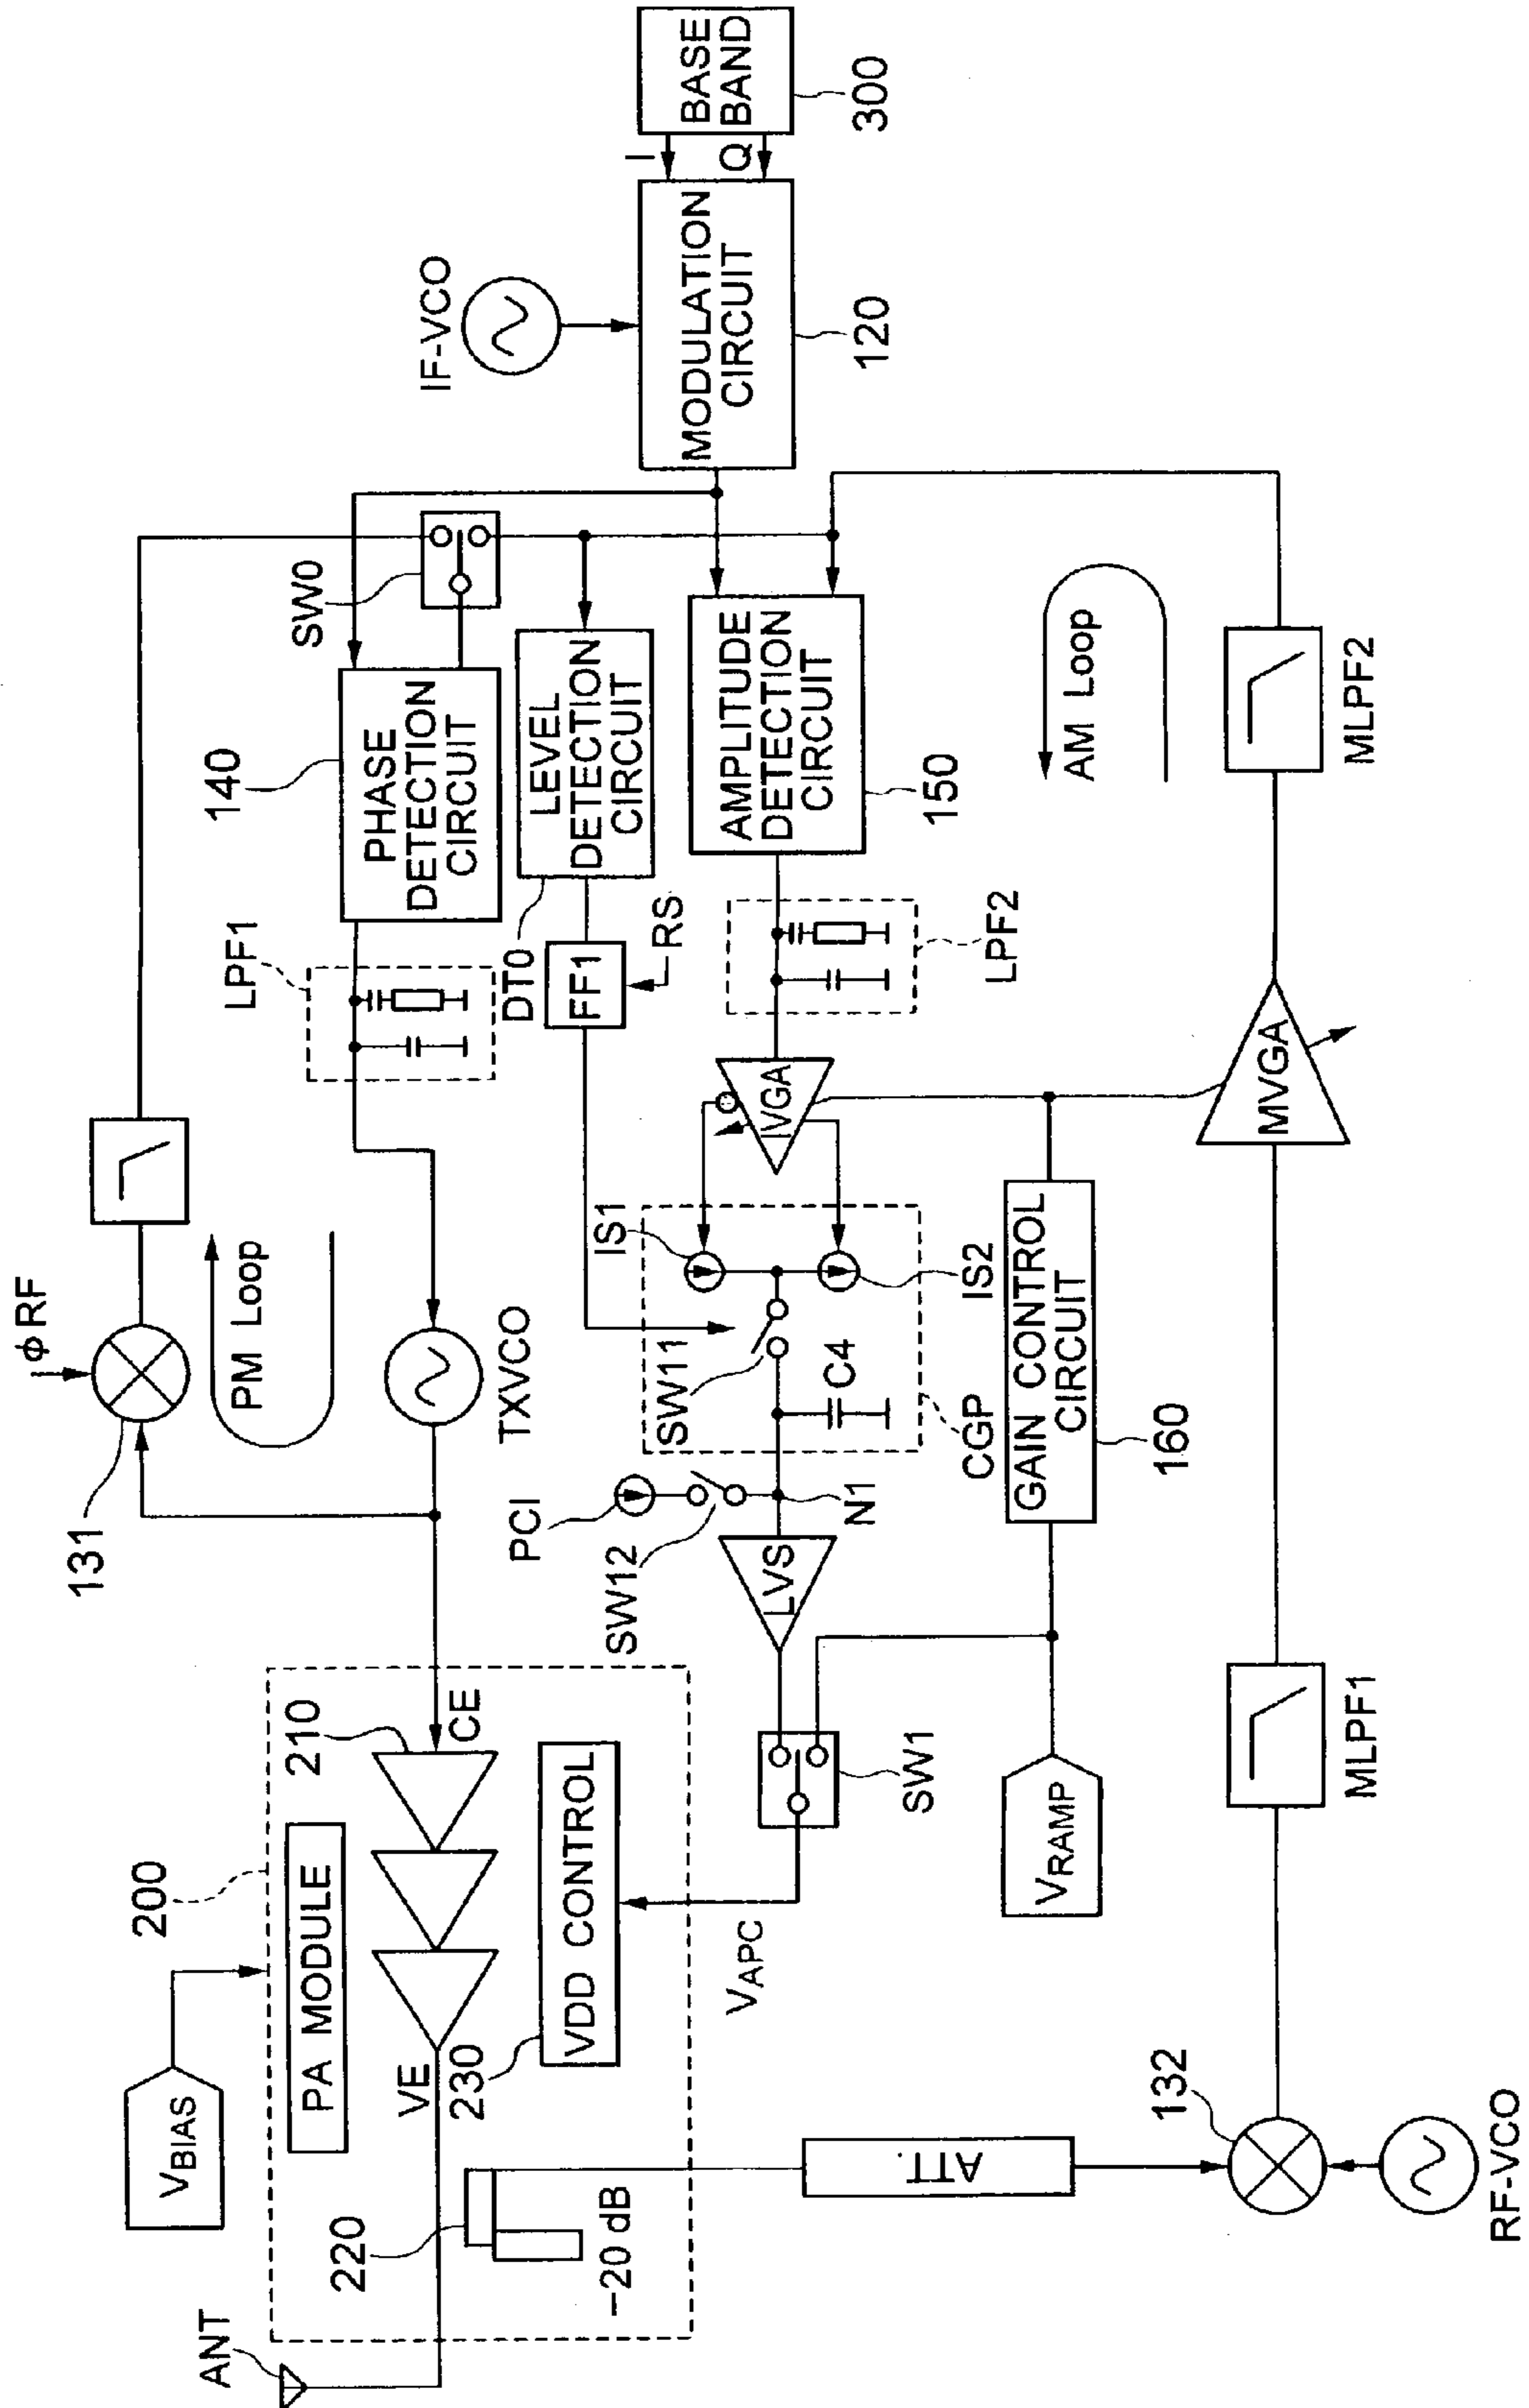 ANT
VBIAS
200
PA MODULE
210
CE
VE
230
VDD CONTROL
220
−20 dB
VAPC
ATT.
132
RF-VCO
131
ϕRF
PM Loop
TXVCO
LPF1
140
PHASE
DETECTION
CIRCUIT
SW0
DT0
LEVEL
DETECTION
CIRCUIT
FF1
RS
PCI
SW12
LVS
N1
SW1
VRAMP
SW11
C4
CGP
IS1
IS2
IVGA
LPF2
AMPLITUDE
DETECTION
CIRCUIT
150
GAIN CONTROL
CIRCUIT
160
MLPF1
MVGA
MLPF2
AM Loop
IF-VCO
MODULATION
CIRCUIT
120
I
Q
BASE
BAND
300